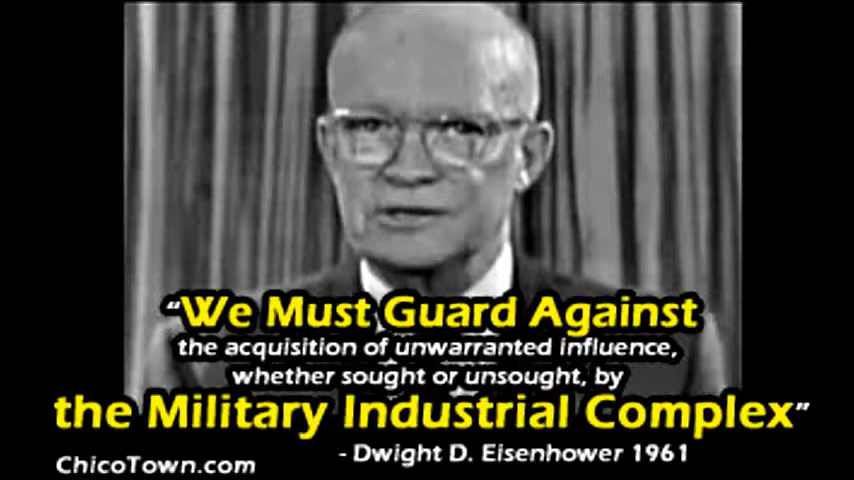 “We Must Guard Against
the acquisition of unwarranted influence,
whether sought or unsought, by
the Military Industrial Complex”
- Dwight D. Eisenhower 1961
ChicoTown.com